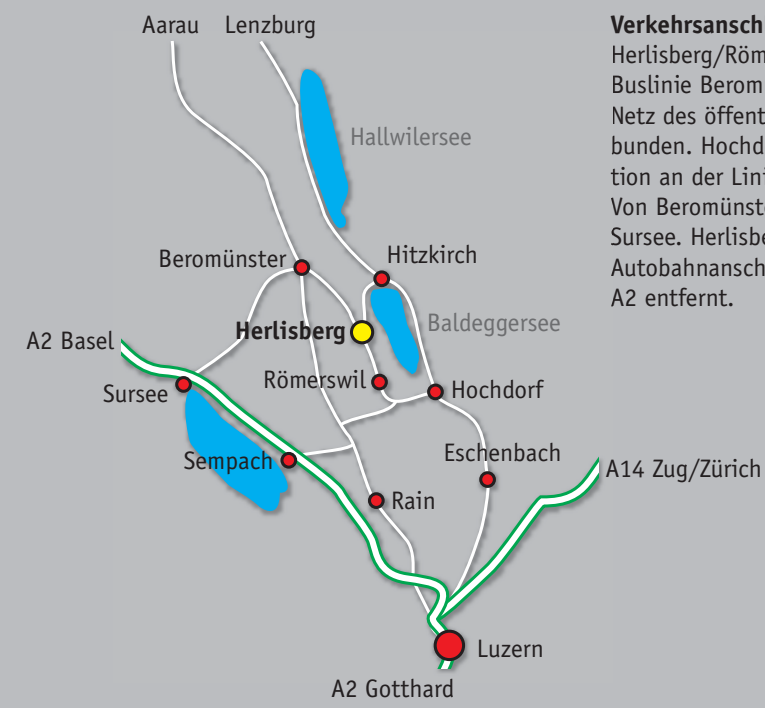 Aarau
Lenzburg
Hallwilersee
Beromünster
Hitzkirch
Herlisberg
Baldeggersee
A2 Basel
Sursee
Römerswil
Hochdorf
Sempach
Eschenbach
A14 Zug/Zürich
Rain
Luzern
A2 Gotthard
Verkehrsansch
Herlisberg/Röm
Buslinie Berom
Netz des öffent
bunden. Hochd
tion an der Lini
Von Beromünst
Sursee. Herlisbe
Autobahnansch
A2 entfernt.